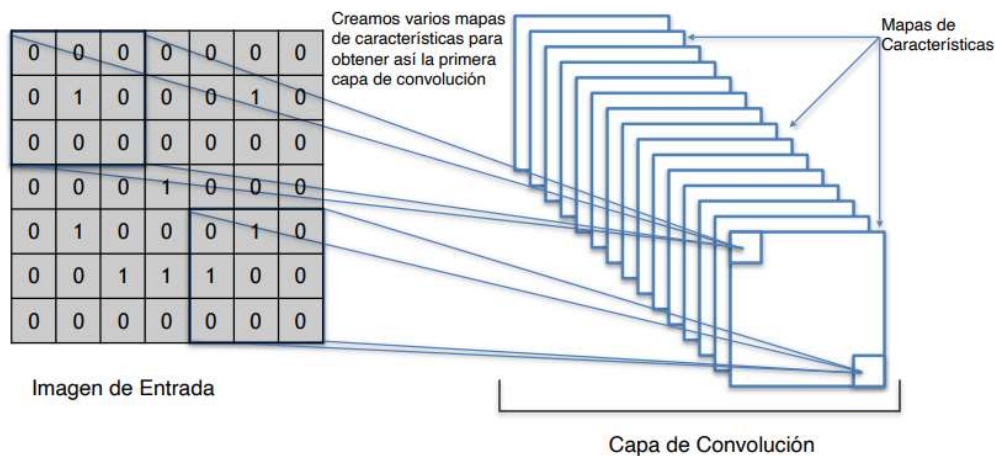 Creamos varios mapas
de características para
obtener así la primera
capa de convolución
Mapas de
Características
0 0 0 0 0 0 0
0 1 0 0 0 1 0
0 0 0 0 0 0 0
0 0 0 1 0 0 0
0 1 0 0 0 1 0
0 0 1 1 1 0 0
0 0 0 0 0 0 0
Imagen de Entrada
Capa de Convolución